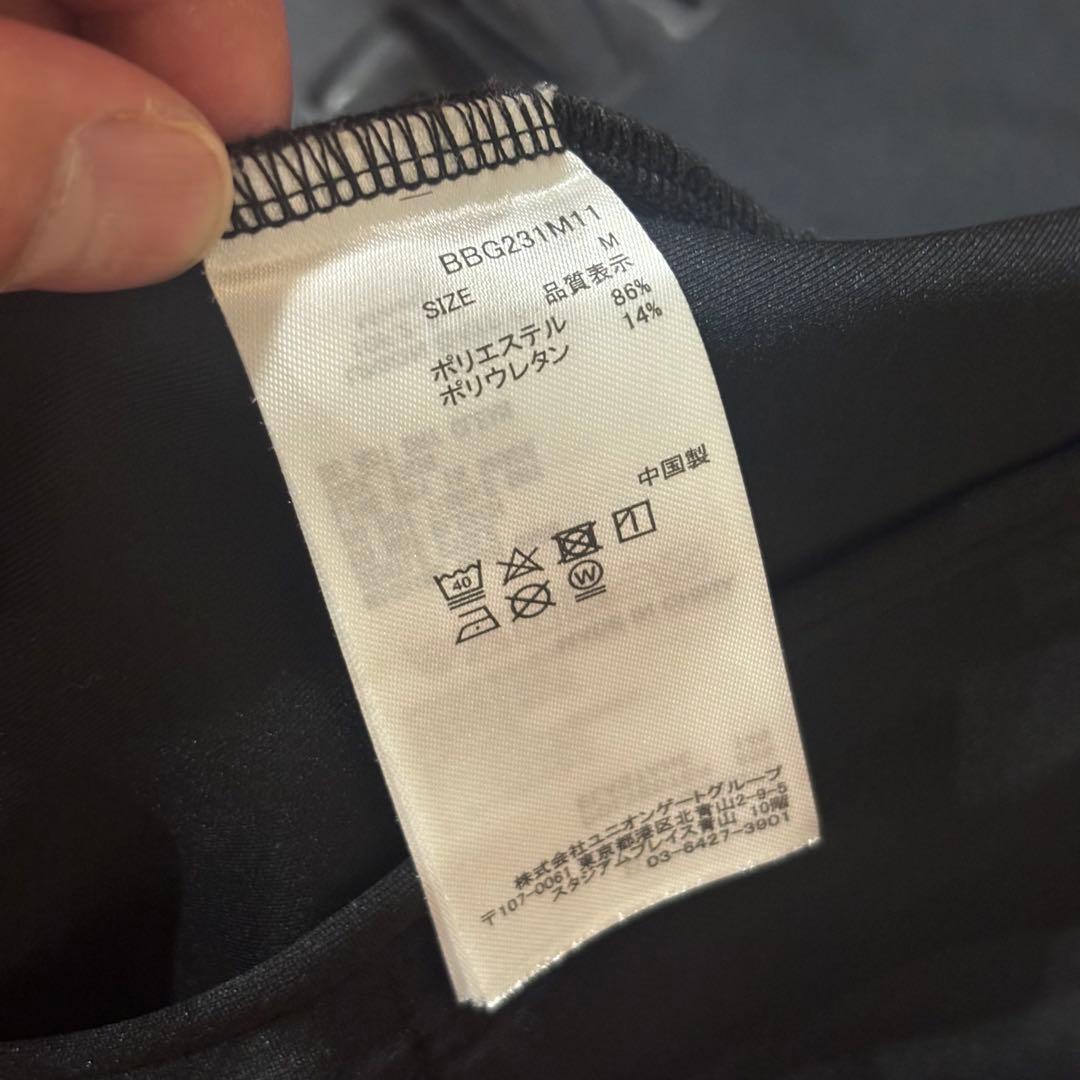 BBG231M11
SIZE M
品質表示
ポリエステル 86%
ポリウレタン 14%
中国製
40
W
株式会社ユニオンゲートグループ
〒107-0061 東京都港区北青山2-9-5
スタジアムプレイス青山 10階
03-6427-3901